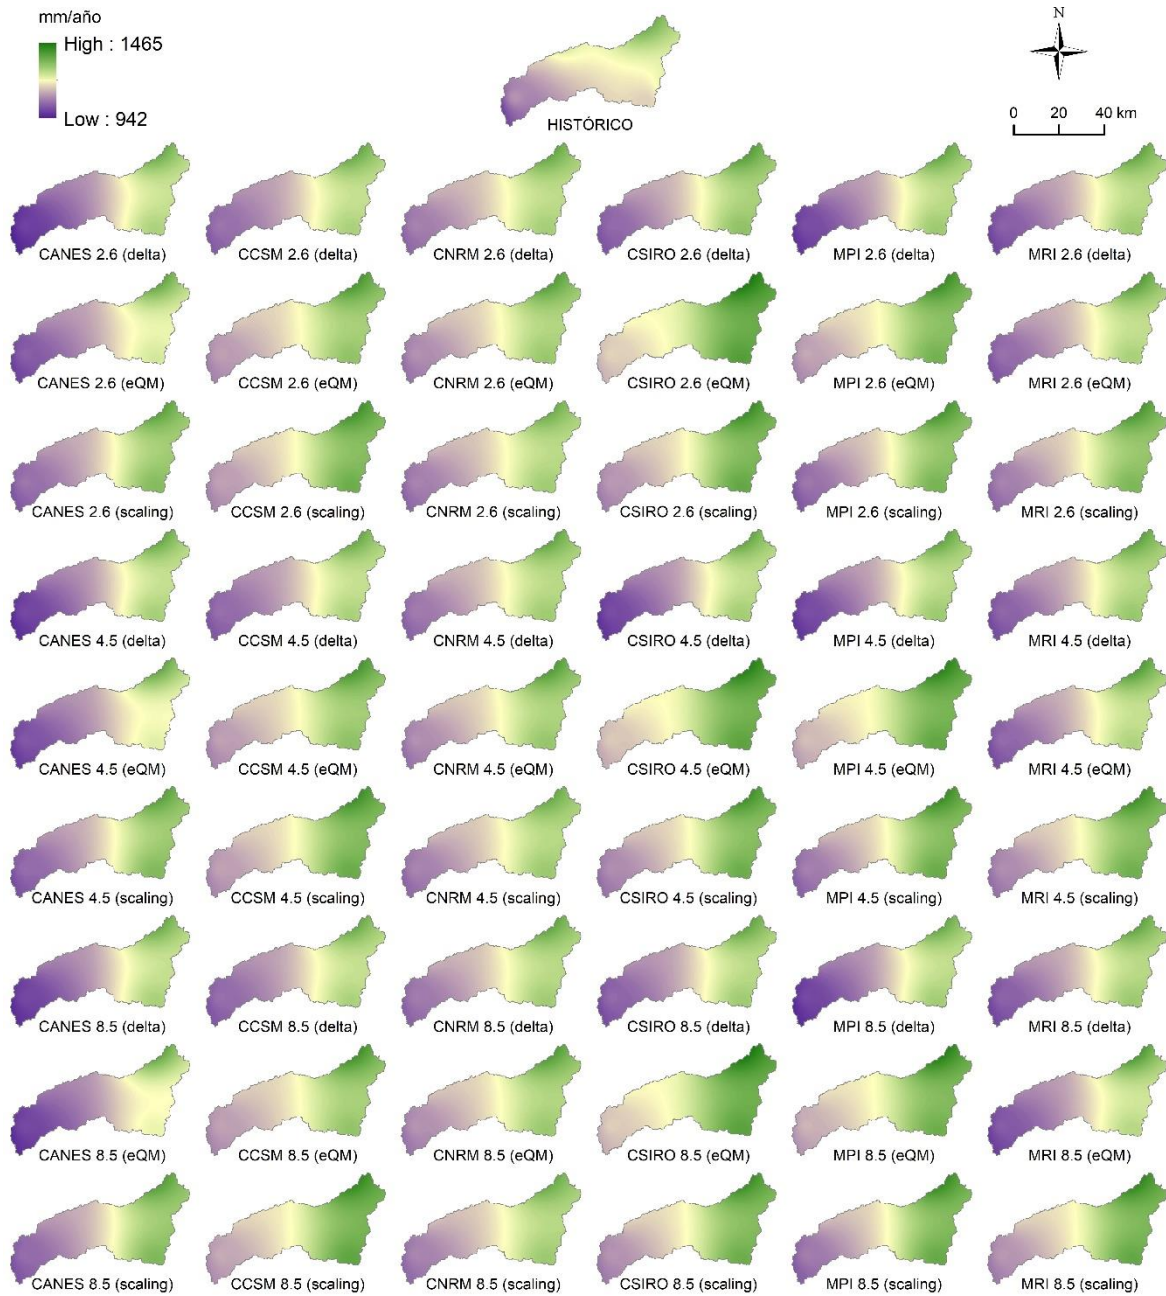 mm/año
High : 1465
Low : 942
HISTÓRICO
N
0 20 40 km
CANES 2.6 (delta) CCSM 2.6 (delta) CNRM 2.6 (delta) CSIRO 2.6 (delta) MPI 2.6 (delta) MRI 2.6 (delta)
CANES 2.6 (eQM) CCSM 2.6 (eQM) CNRM 2.6 (eQM) CSIRO 2.6 (eQM) MPI 2.6 (eQM) MRI 2.6 (eQM)
CANES 2.6 (scaling) CCSM 2.6 (scaling) CNRM 2.6 (scaling) CSIRO 2.6 (scaling) MPI 2.6 (scaling) MRI 2.6 (scaling)
CANES 4.5 (delta) CCSM 4.5 (delta) CNRM 4.5 (delta) CSIRO 4.5 (delta) MPI 4.5 (delta) MRI 4.5 (delta)
CANES 4.5 (eQM) CCSM 4.5 (eQM) CNRM 4.5 (eQM) CSIRO 4.5 (eQM) MPI 4.5 (eQM) MRI 4.5 (eQM)
CANES 4.5 (scaling) CCSM 4.5 (scaling) CNRM 4.5 (scaling) CSIRO 4.5 (scaling) MPI 4.5 (scaling) MRI 4.5 (scaling)
CANES 8.5 (delta) CCSM 8.5 (delta) CNRM 8.5 (delta) CSIRO 8.5 (delta) MPI 8.5 (delta) MRI 8.5 (delta)
CANES 8.5 (eQM) CCSM 8.5 (eQM) CNRM 8.5 (eQM) CSIRO 8.5 (eQM) MPI 8.5 (eQM) MRI 8.5 (eQM)
CANES 8.5 (scaling) CCSM 8.5 (scaling) CNRM 8.5 (scaling) CSIRO 8.5 (scaling) MPI 8.5 (scaling) MRI 8.5 (scaling)